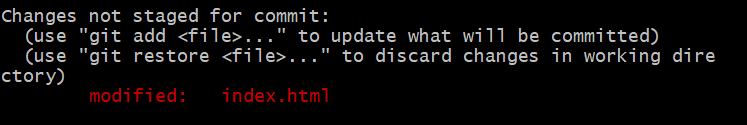 Changes not staged for commit:
  (use "git add <file>..." to update what will be committed)
  (use "git restore <file>..." to discard changes in working dire
ctory)
        modified:   index.html